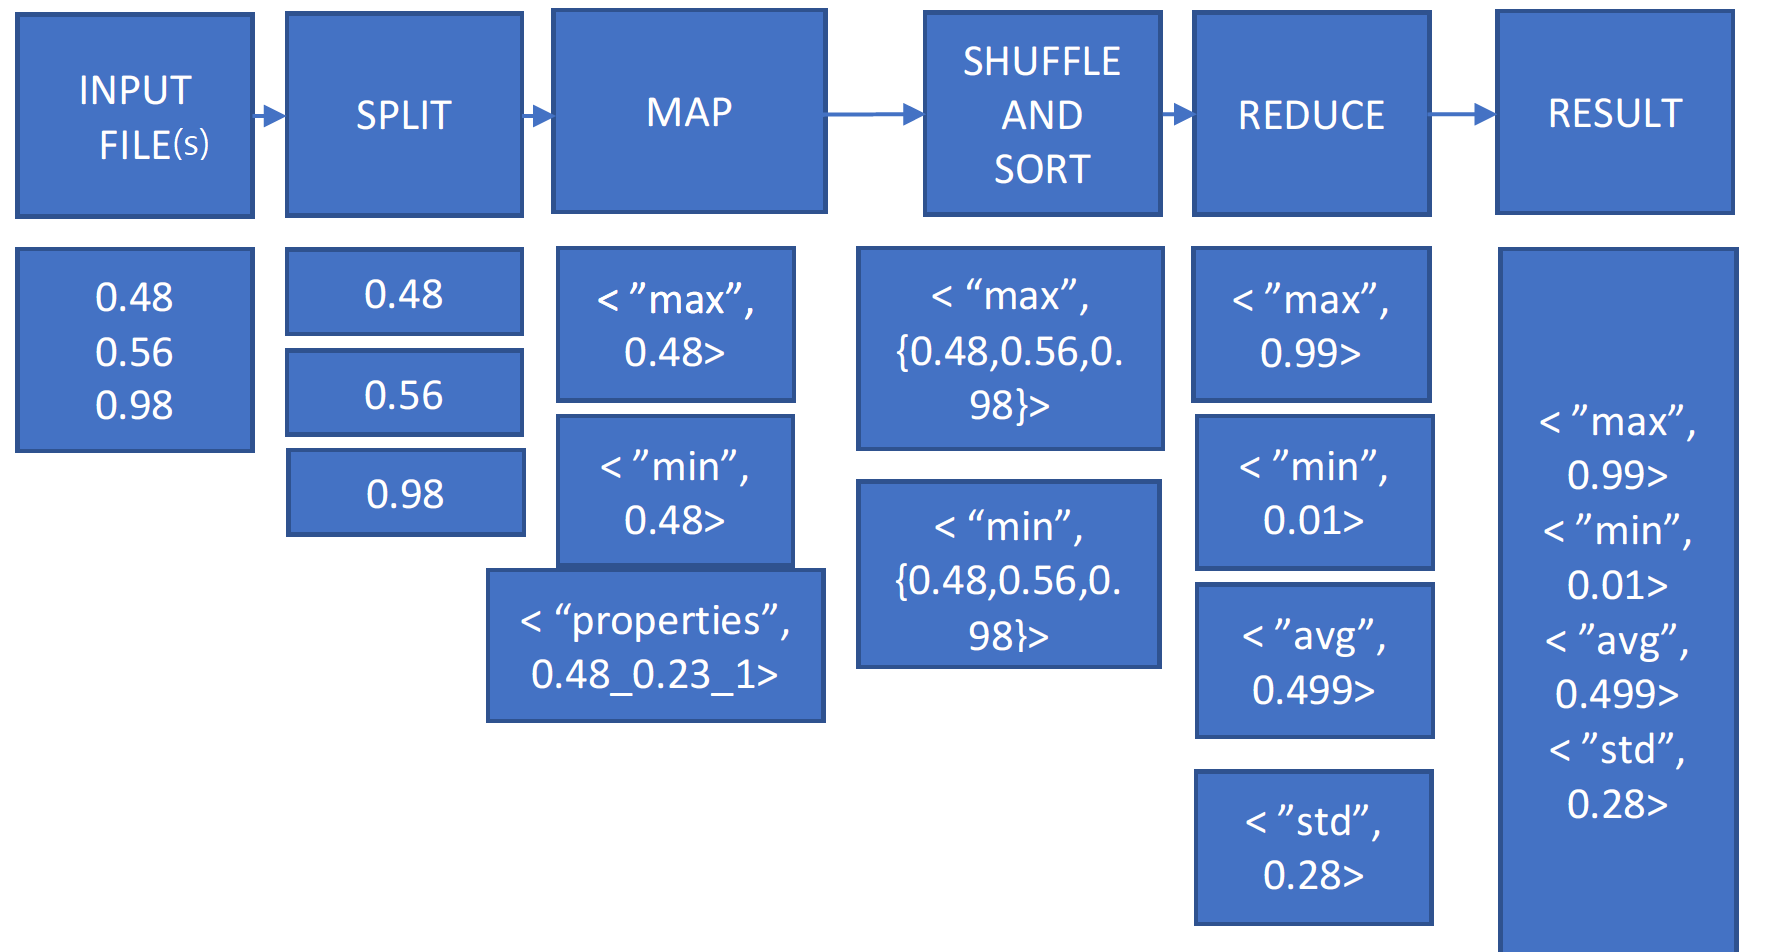 INPUT
FILE(s)
SPLIT
MAP
SHUFFLE
AND
SORT
REDUCE
RESULT
0.48
0.56
0.98
0.48
0.56
0.98
< ”max”,
0.48>
< ”min”,
0.48>
< “properties”,
0.48_0.23_1>
< “max”,
{0.48,0.56,0.
98}>
< “min”,
{0.48,0.56,0.
98}>
< ”max”,
0.99>
< ”min”,
0.01>
< ”avg”,
0.499>
< ”std”,
0.28>
< ”max”,
0.99>
< ”min”,
0.01>
< ”avg”,
0.499>
< ”std”,
0.28>